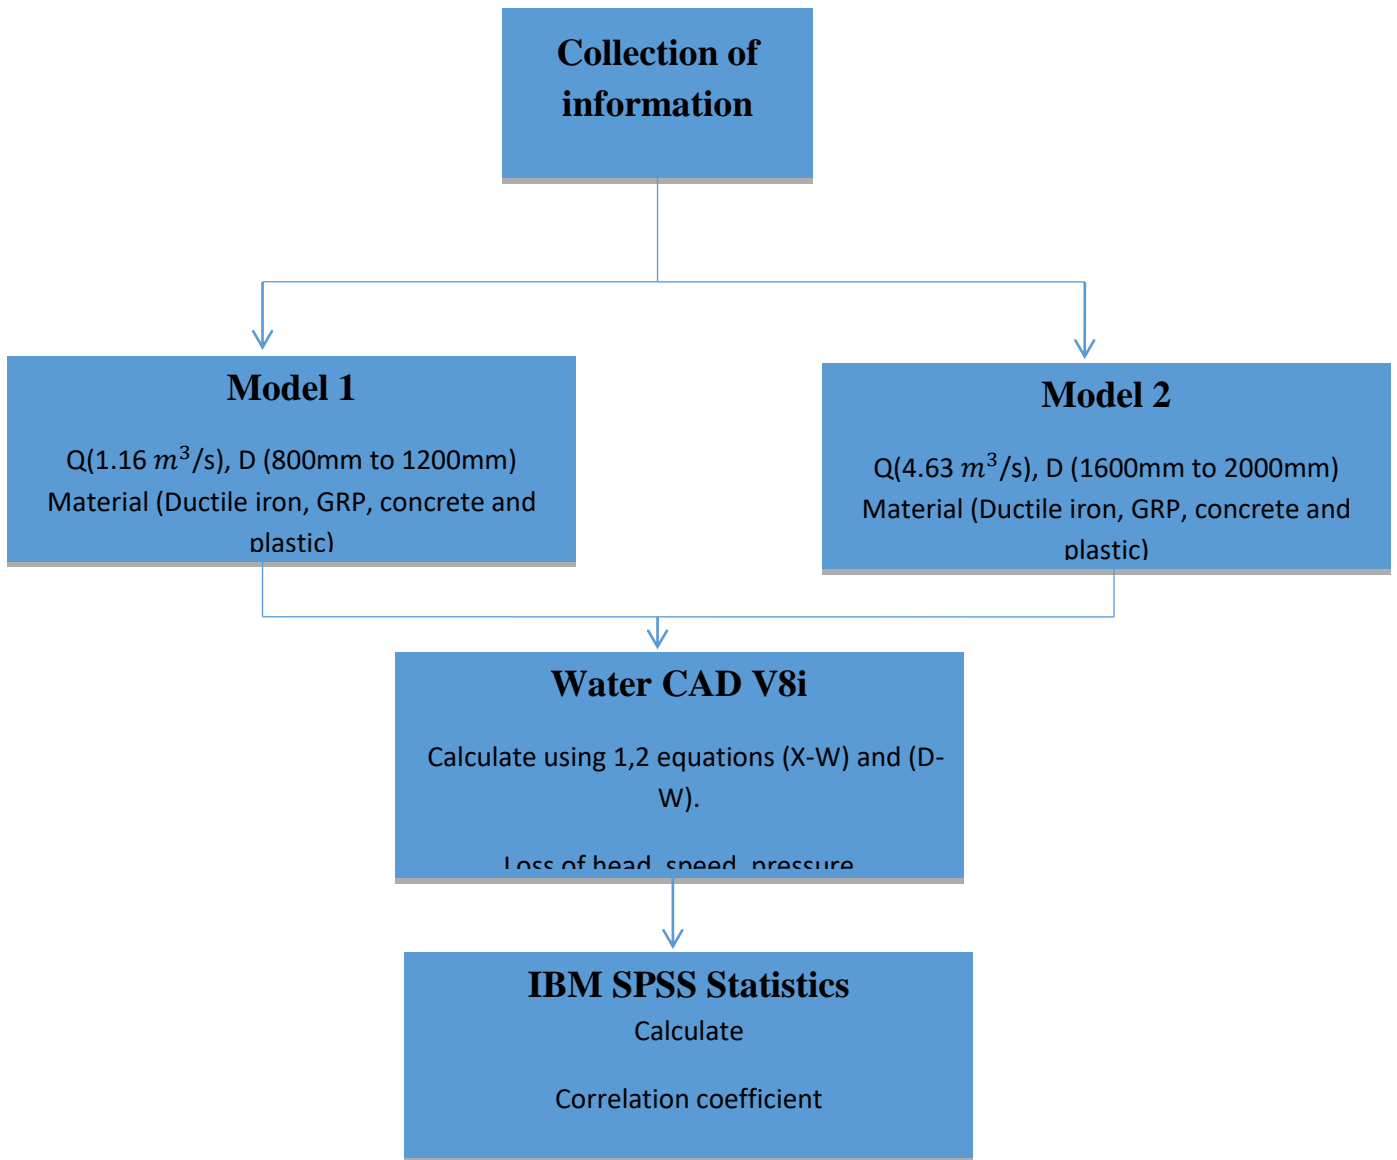 Collection of
information
Model 1
Q(1.16 m³/s), D (800mm to 1200mm)
Material (Ductile iron, GRP, concrete and
plastic)
Model 2
Q(4.63 m³/s), D (1600mm to 2000mm)
Material (Ductile iron, GRP, concrete and
plastic)
Water CAD V8i
Calculate using 1,2 equations (X-W) and (D-
W).
Loss of head, speed, pressure
IBM SPSS Statistics
Calculate
Correlation coefficient